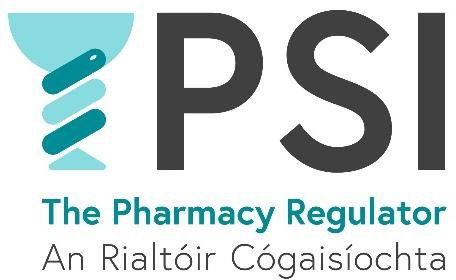 PSI
The Pharmacy Regulator
An Rialtóir Cógaisíochta